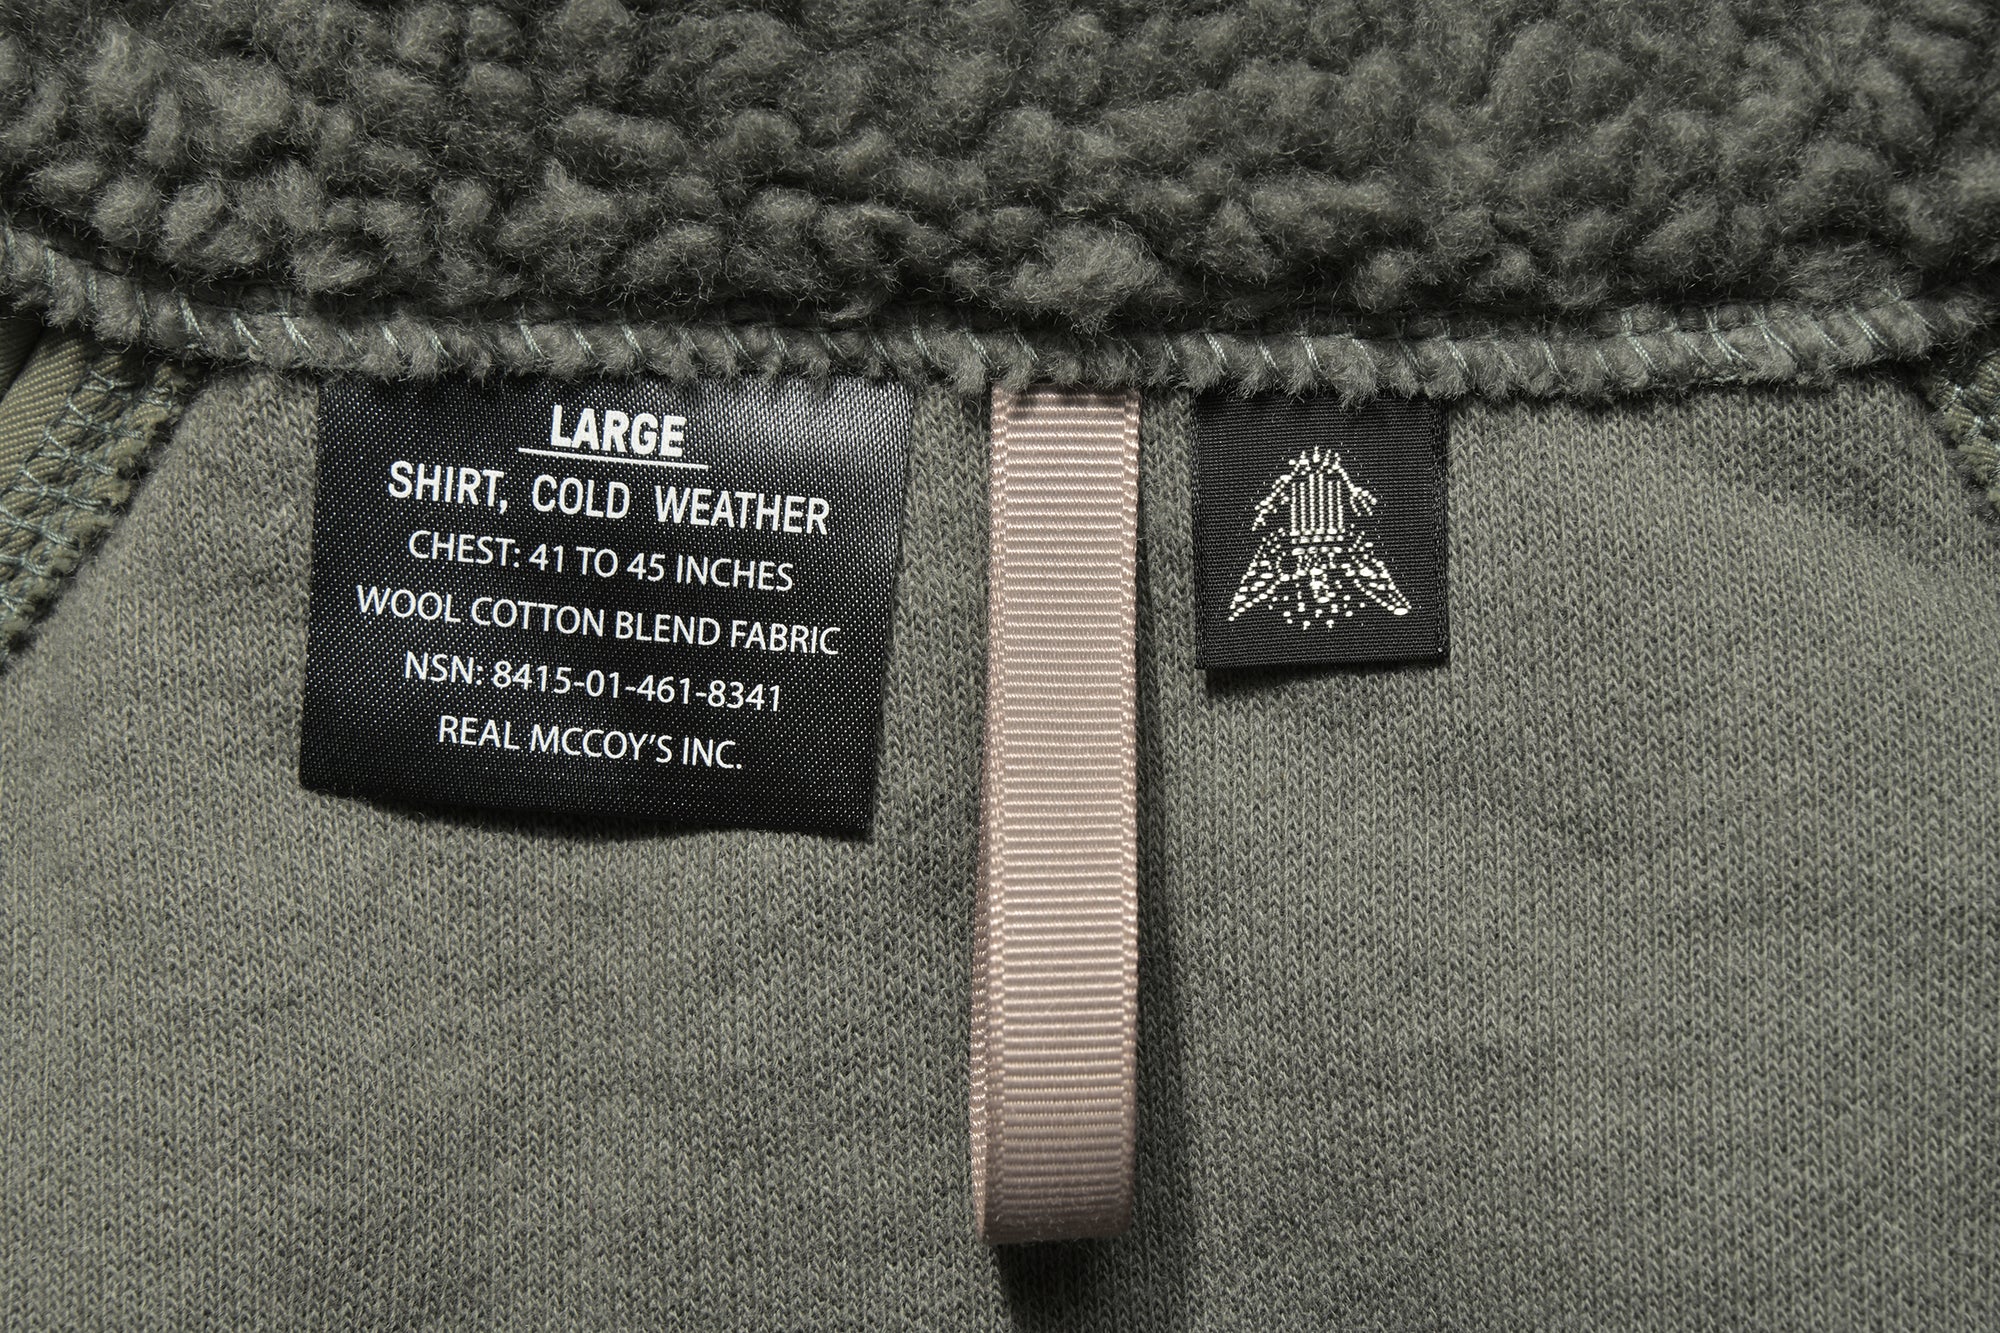 LARGE
SHIRT, COLD WEATHER
CHEST: 41 TO 45 INCHES
WOOL COTTON BLEND FABRIC
NSN: 8415-01-461-8341
REAL MCCOY'S INC.